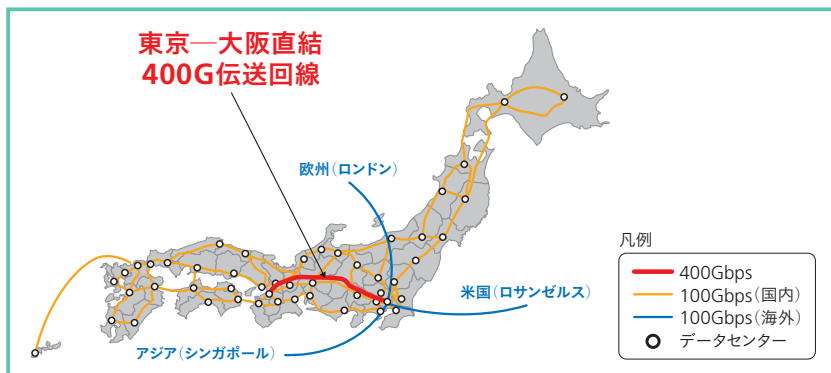 東京―大阪直結
400G伝送回線
欧州（ロンドン）
米国（ロサンゼルス）
アジア（シンガポール）
凡例
400Gbps
100Gbps（国内）
100Gbps（海外）
データセンター